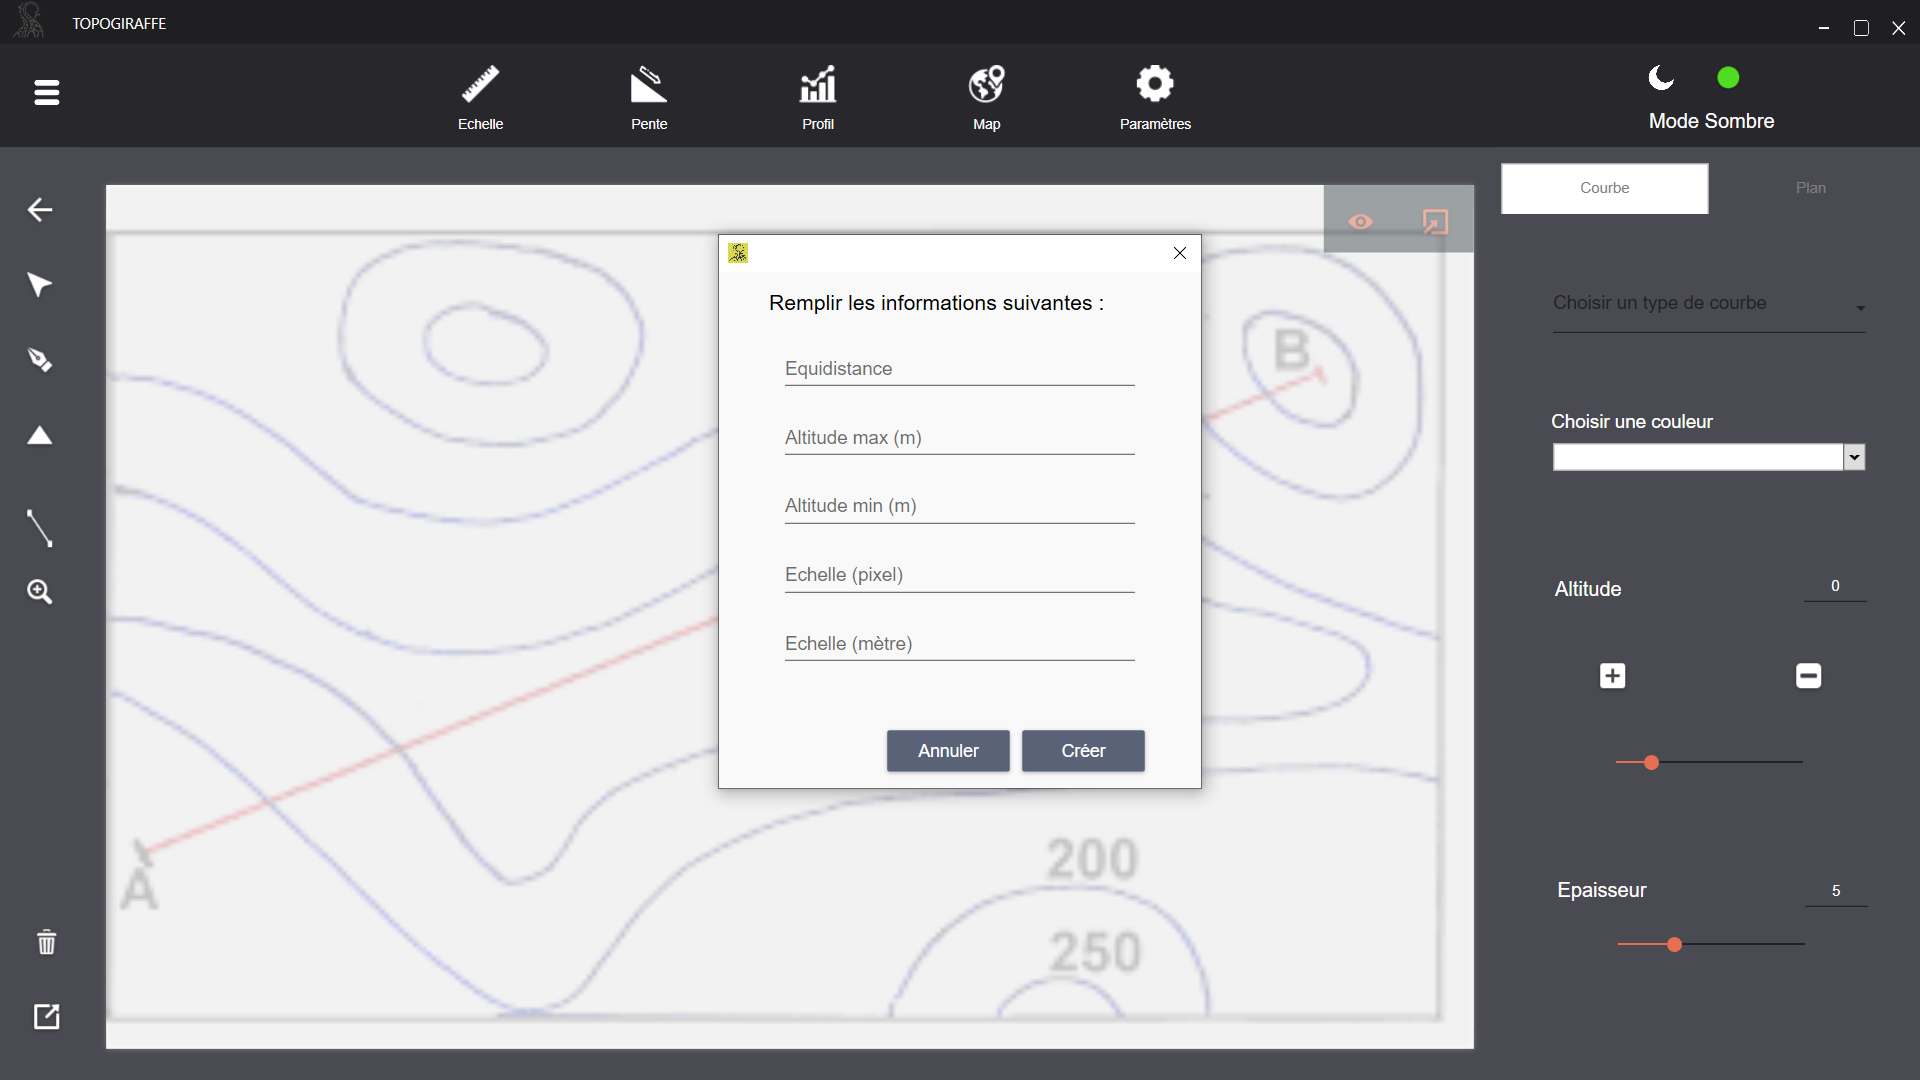 TOPOGIRAFFE
Echelle
Pente
Profil
Map
Paramètres
Mode Sombre
Courbe
Plan
Remplir les informations suivantes :
Equidistance
Altitude max (m)
Altitude min (m)
Echelle (pixel)
Echelle (mètre)
Annuler
Créer
B
A
200
250
Choisir un type de courbe
Choisir une couleur
Altitude
0
Epaisseur
5